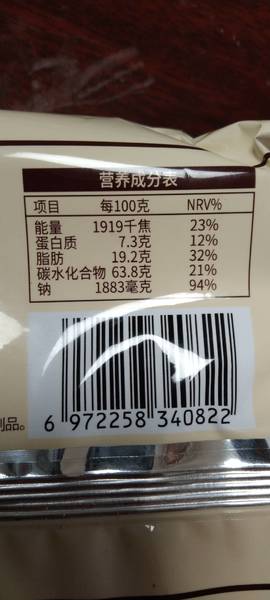 营养成分表
项目 每100克 NRV%
能量 1919千焦 23%
蛋白质 7.3克 12%
脂肪 19.2克 32%
碳水化合物 63.8克 21%
钠 1883毫克 94%
制品。
6 972258 340822